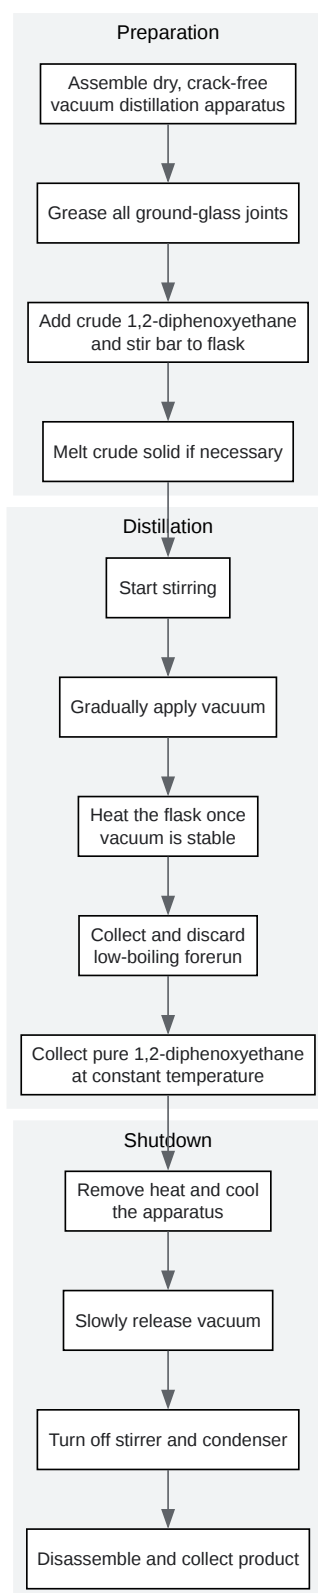 Preparation
Assemble dry, crack-free
vacuum distillation apparatus
Grease all ground-glass joints
Add crude 1,2-diphenoxyethane
and stir bar to flask
Melt crude solid if necessary
Distillation
Start stirring
Gradually apply vacuum
Heat the flask once
vacuum is stable
Collect and discard
low-boiling forerun
Collect pure 1,2-diphenoxyethane
at constant temperature
Shutdown
Remove heat and cool
the apparatus
Slowly release vacuum
Turn off stirrer and condenser
Disassemble and collect product